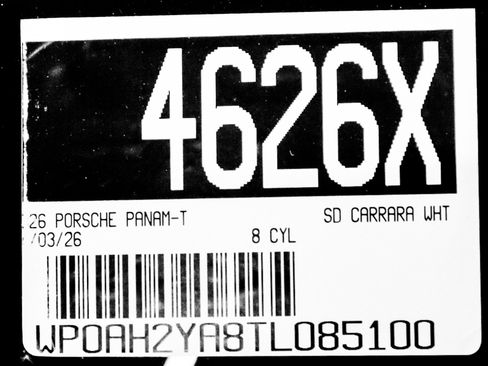 4626X
26 PORSCHE PANAM-T SD CARRARA WHT
/03/26 8 CYL
WP0AH2YA8TL085100